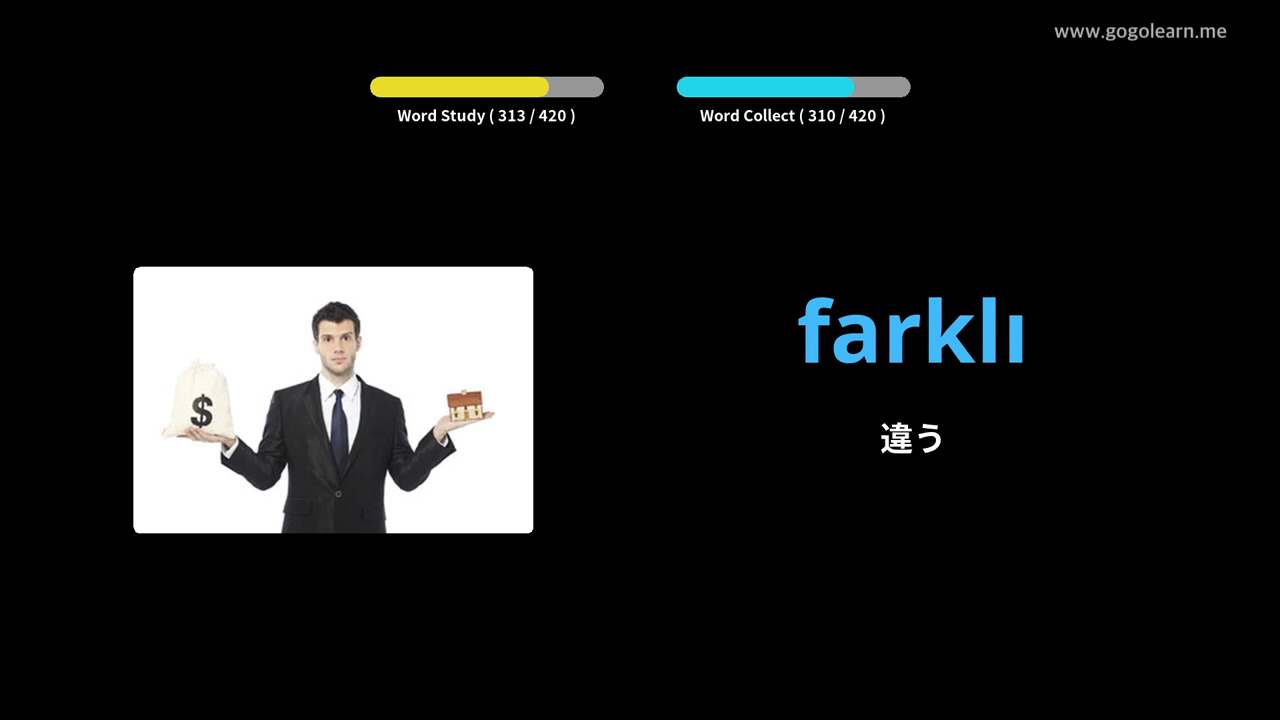 www.gogolearn.me
Word Study ( 313 / 420 )
Word Collect ( 310 / 420 )
$
farklı
違う